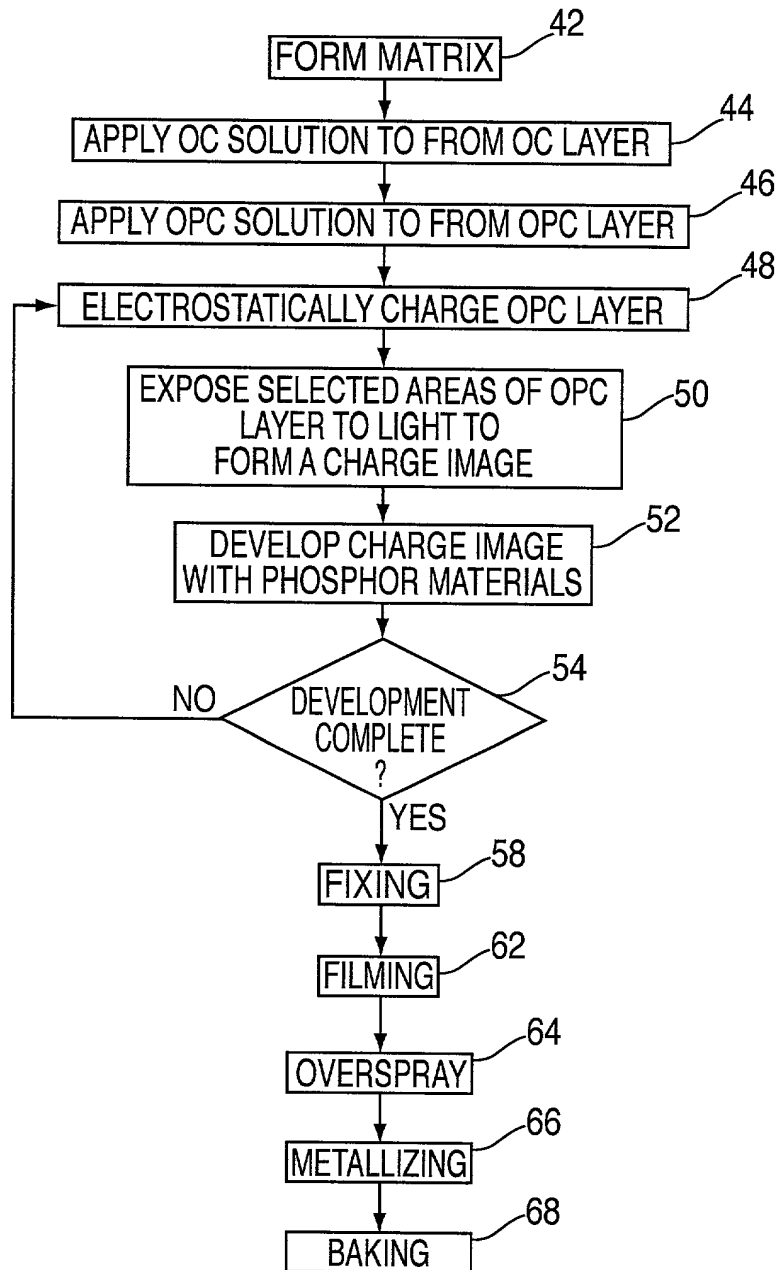 42
FORM MATRIX
44
APPLY OC SOLUTION TO FROM OC LAYER
46
APPLY OPC SOLUTION TO FROM OPC LAYER
48
ELECTROSTATICALLY CHARGE OPC LAYER
EXPOSE SELECTED AREAS OF OPC
LAYER TO LIGHT TO
FORM A CHARGE IMAGE
50
52
DEVELOP CHARGE IMAGE
WITH PHOSPHOR MATERIALS
54
NO
DEVELOPMENT
COMPLETE
?
YES
58
FIXING
62
FILMING
64
OVERSPRAY
66
METALLIZING
68
BAKING